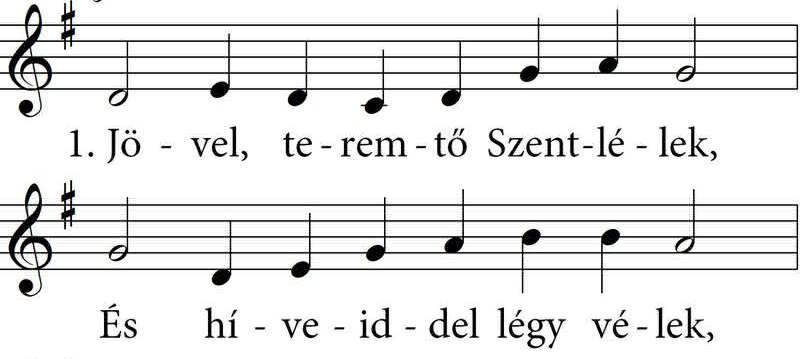 1. Jö - vel, te - rem - tő Szent - lé - lek,
És hí - ve - id - del légy vé - lek,